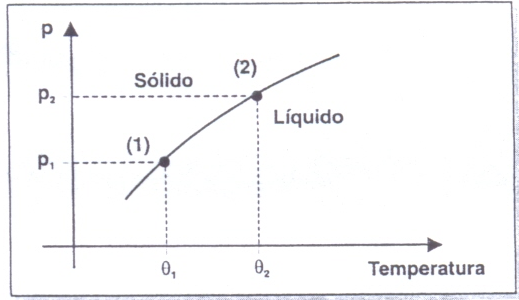 p
(2)
Sólido
p₂
Líquido
(1)
p₁
θ₁
θ₂
Temperatura